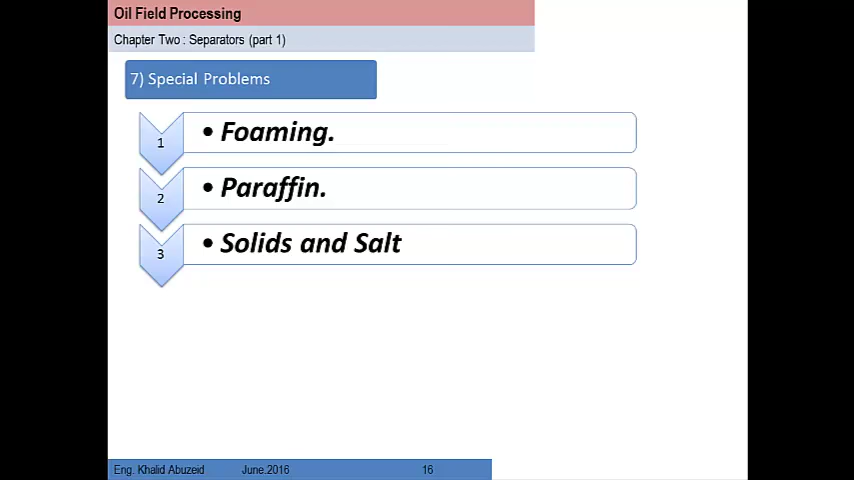 Oil Field Processing
Chapter Two : Separators (part 1)
7) Special Problems
1 • Foaming.
2 • Paraffin.
3 • Solids and Salt
Eng. Khalid Abuzeid June.2016 16